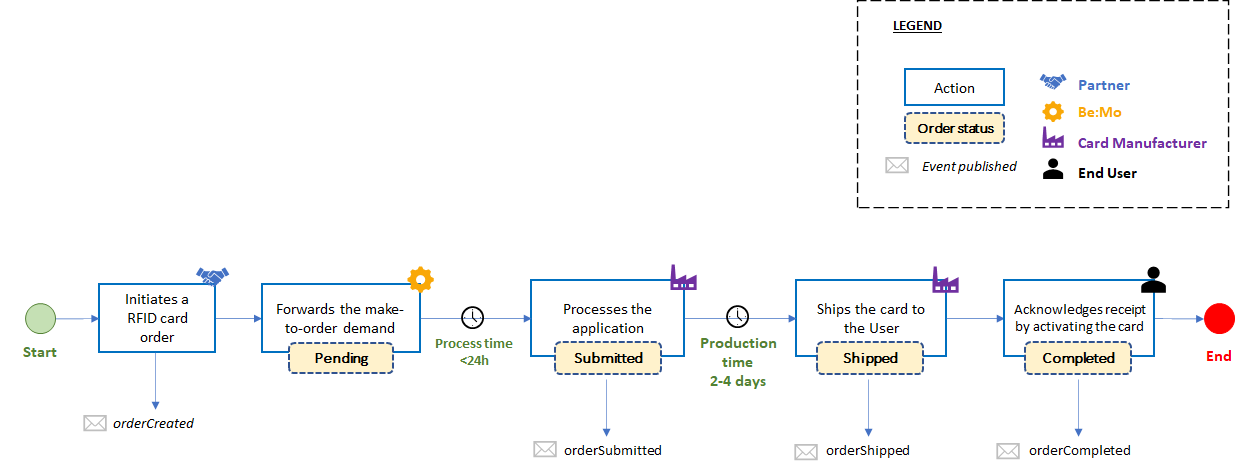 LEGEND
Action
Order status
Event published
Partner
Be:Mo
Card Manufacturer
End User
Start
Initiates a
RFID card
order
orderCreated
Forwards the make-
to-order demand
Pending
Process time
<24h
Processes the
application
Submitted
orderSubmitted
Production
time
2-4 days
Ships the card to
the User
Shipped
orderShipped
Acknowledges receipt
by activating the card
Completed
orderCompleted
End